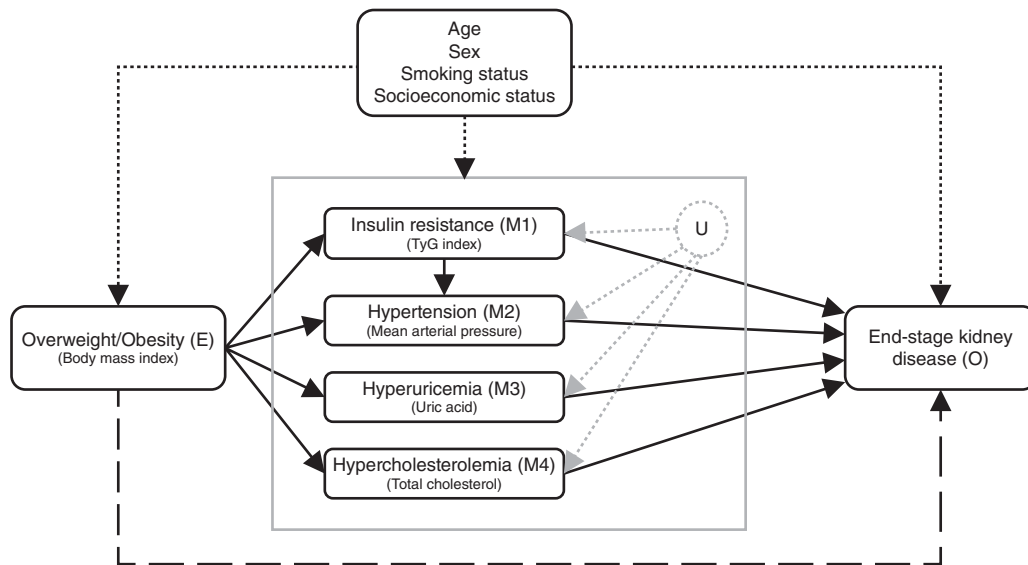 Age
Sex
Smoking status
Socioeconomic status
Insulin resistance (M1)
(TyG index)
U
Hypertension (M2)
(Mean arterial pressure)
Overweight/Obesity (E)
(Body mass index)
End-stage kidney
disease (O)
Hyperuricemia (M3)
(Uric acid)
Hypercholesterolemia (M4)
(Total cholesterol)